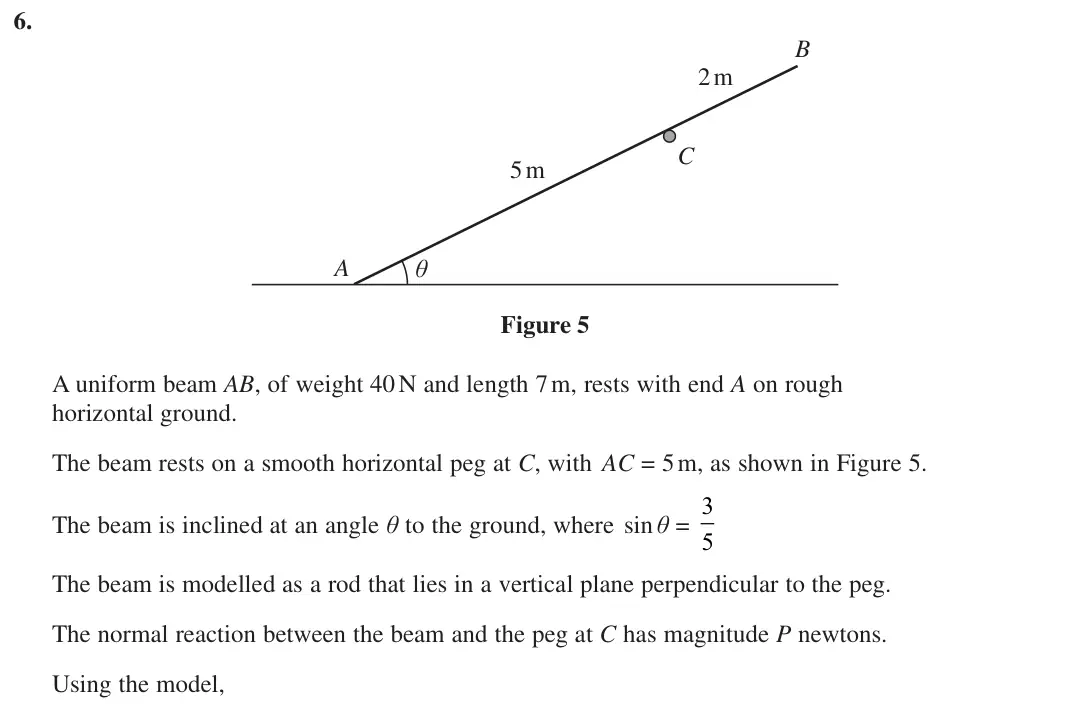 6.
B
2 m
C
5 m
A
θ
Figure 5
A uniform beam AB, of weight 40 N and length 7 m, rests with end A on rough
horizontal ground.
The beam rests on a smooth horizontal peg at C, with AC = 5 m, as shown in Figure 5.
The beam is inclined at an angle θ to the ground, where sin θ = 3/5
The beam is modelled as a rod that lies in a vertical plane perpendicular to the peg.
The normal reaction between the beam and the peg at C has magnitude P newtons.
Using the model,